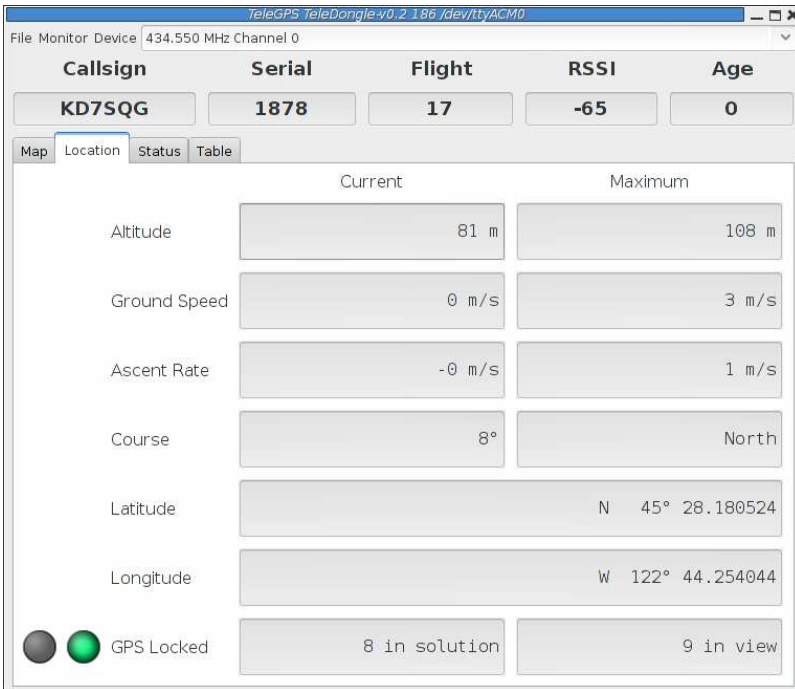 TeleGPS TeleDongle-v0.2 186 /dev/ttyACM0
File Monitor Device 434.550 MHz Channel 0
Callsign Serial Flight RSSI Age
KD7SQG 1878 17 -65 0
Map Location Status Table
Current Maximum
Altitude 81 m 108 m
Ground Speed 0 m/s 3 m/s
Ascent Rate -0 m/s 1 m/s
Course 8° North
Latitude N 45° 28.180524
Longitude W 122° 44.254044
GPS Locked 8 in solution 9 in view